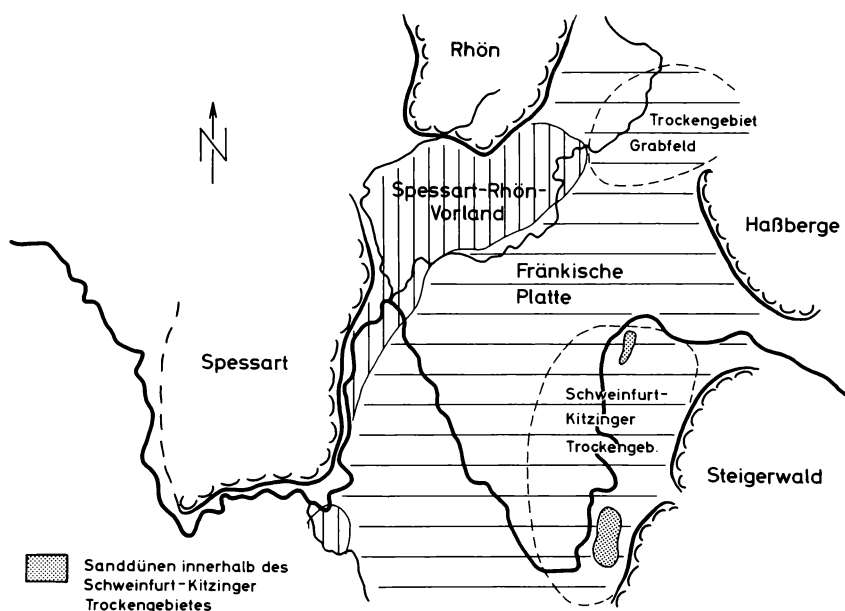 Rhön
Trockengebiet
Grabfeld
N
Spessart-Rhön-
Vorland
Haßberge
Fränkische
Platte
Spessart
Schweinfurt-
Kitzinger
Trockengeb.
Steigerwald
Sanddünen innerhalb des
Schweinfurt-Kitzinger
Trockengebietes